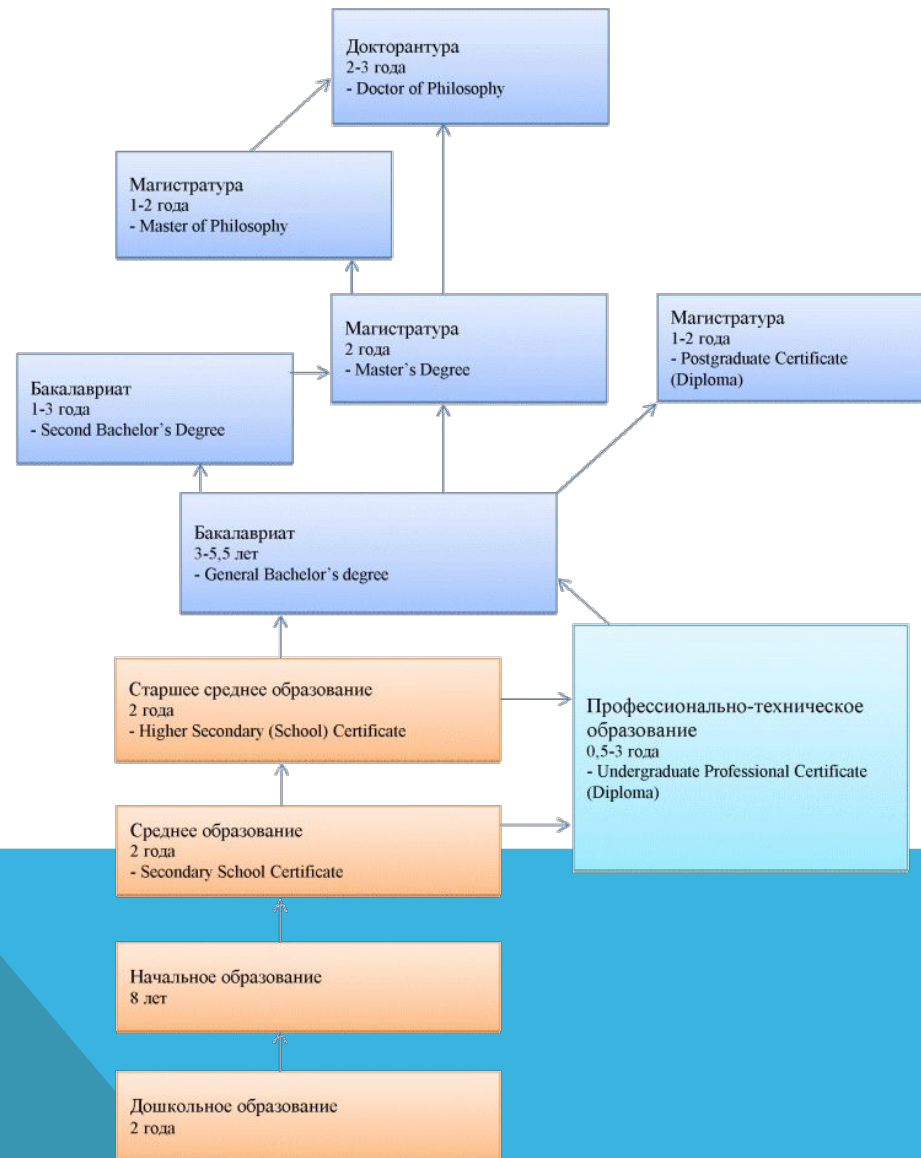 Докторантура
2-3 года
- Doctor of Philosophy
Магистратура
1-2 года
- Master of Philosophy
Магистратура
2 года
- Master`s Degree
Магистратура
1-2 года
- Postgraduate Certificate
(Diploma)
Бакалавриат
1-3 года
- Second Bachelor`s Degree
Бакалавриат
3-5,5 лет
- General Bachelor`s degree
Старшее среднее образование
2 года
- Higher Secondary (School) Certificate
Профессионально-техническое
образование
0,5-3 года
- Undergraduate Professional Certificate
(Diploma)
Среднее образование
2 года
- Secondary School Certificate
Начальное образование
8 лет
Дошкольное образование
2 года